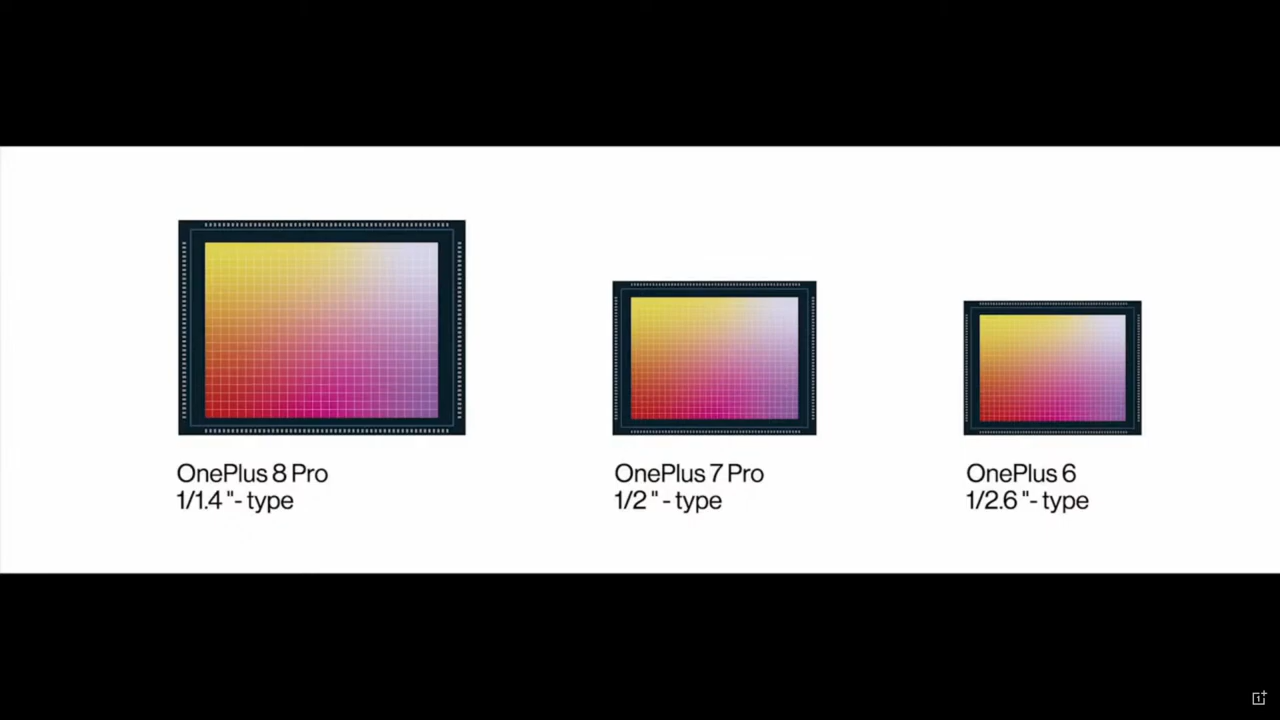 OnePlus 8 Pro
1/1.4 "- type
OnePlus 7 Pro
1/2 " - type
OnePlus 6
1/2.6 "- type